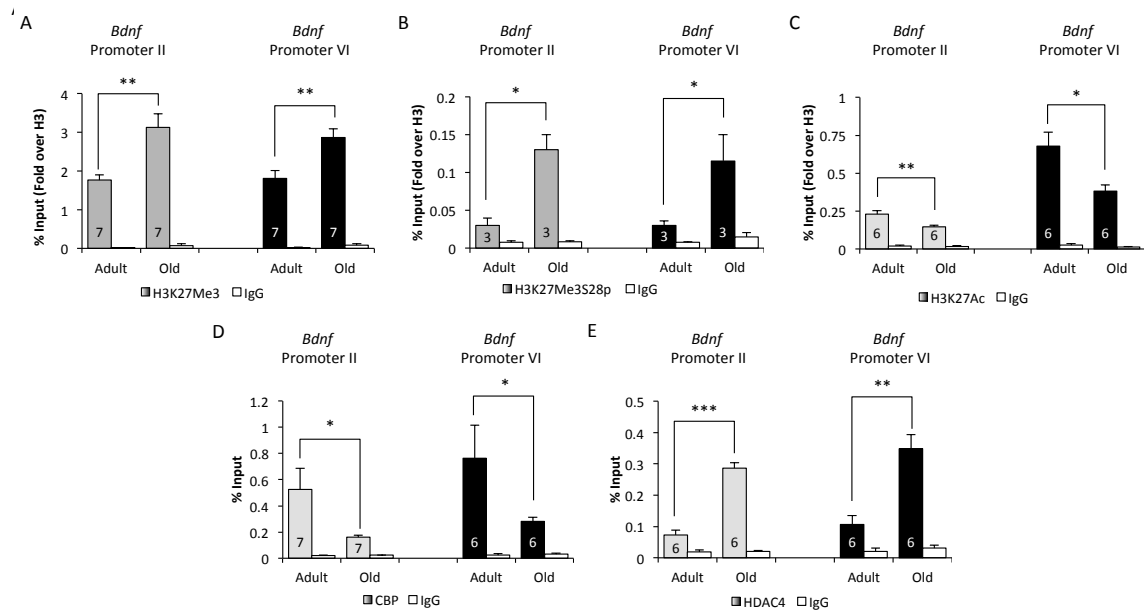 A
Bdnf
Promoter II
Bdnf
Promoter VI
% Input (Fold over H3)
4
3
2
1
0
**
**
7
7
7
7
Adult
Old
Adult
Old
H3K27Me3
IgG
B
Bdnf
Promoter II
Bdnf
Promoter VI
% Input (Fold over H3)
0.2
0.15
0.1
0.05
0
*
*
3
3
3
3
Adult
Old
Adult
Old
H3K27Me3S28p
IgG
C
Bdnf
Promoter II
Bdnf
Promoter VI
% Input (Fold over H3)
1
0.75
0.5
0.25
0
**
*
6
6
6
6
Adult
Old
Adult
Old
H3K27Ac
IgG
D
Bdnf
Promoter II
Bdnf
Promoter VI
% Input
1.2
1
0.8
0.6
0.4
0.2
0
*
*
7
7
6
6
Adult
Old
Adult
Old
CBP
IgG
E
Bdnf
Promoter II
Bdnf
Promoter VI
% Input
0.5
0.4
0.3
0.2
0.1
0
***
**
6
6
6
6
Adult
Old
Adult
Old
HDAC4
IgG